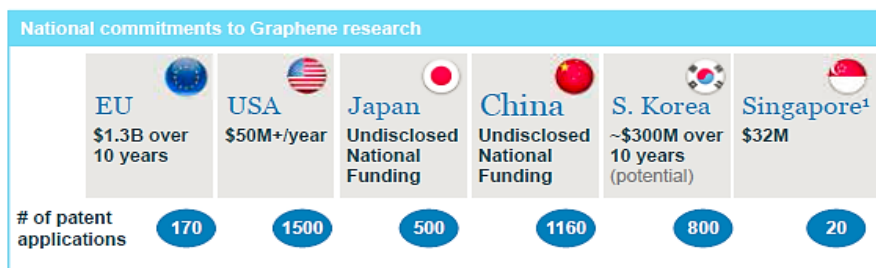 National commitments to Graphene research
EU
$1.3B over
10 years
USA
$50M+/year
Japan
Undisclosed
National
Funding
China
Undisclosed
National
Funding
S. Korea
~$300M over
10 years
(potential)
Singapore¹
$32M
# of patent
applications
170
1500
500
1160
800
20